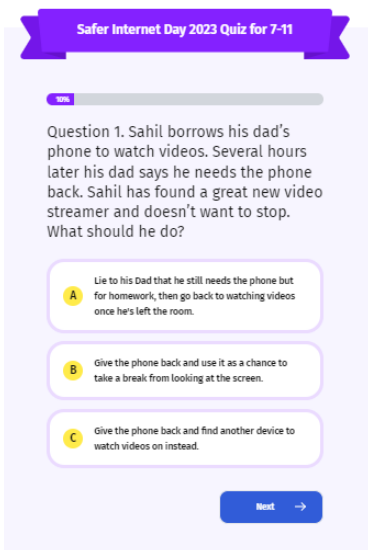 Safer Internet Day 2023 Quiz for 7-11
10%
Question 1. Sahil borrows his dad’s
phone to watch videos. Several hours
later his dad says he needs the phone
back. Sahil has found a great new video
streamer and doesn’t want to stop.
What should he do?
A
Lie to his Dad that he still needs the phone but
for homework, then go back to watching videos
once he's left the room.
B
Give the phone back and use it as a chance to
take a break from looking at the screen.
C
Give the phone back and find another device to
watch videos on instead.
Next